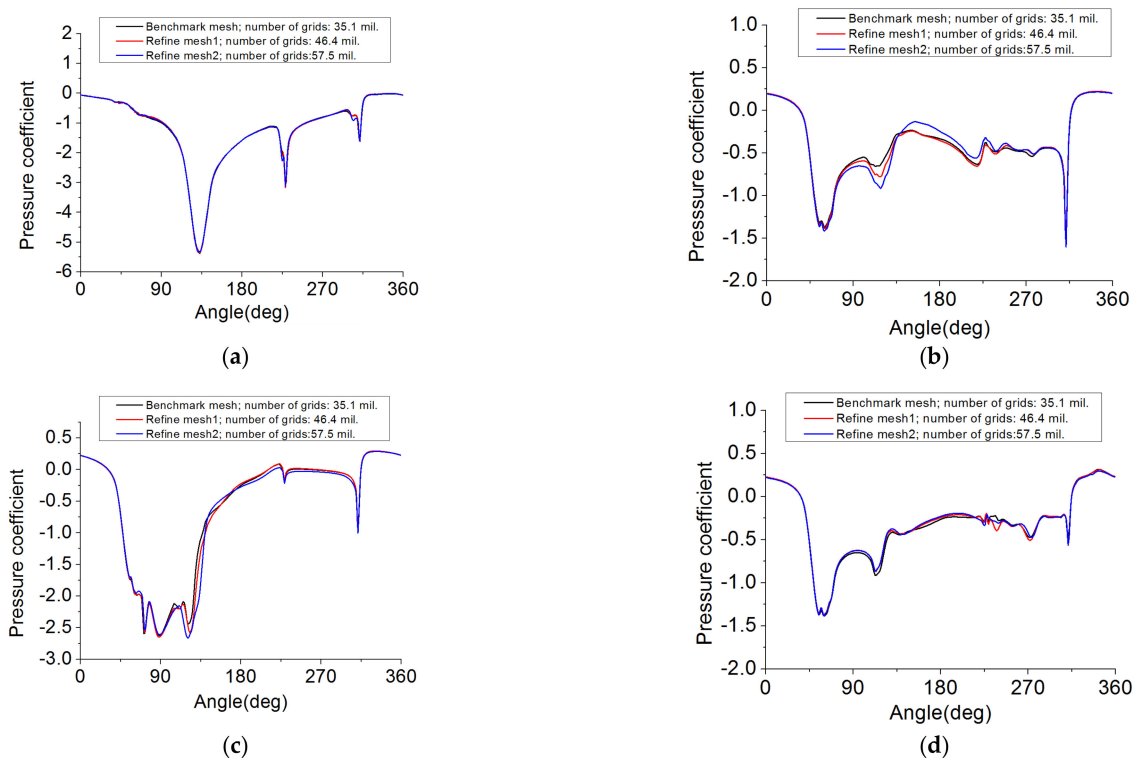 Benchmark mesh; number of grids: 35.1 mil.
Refine mesh1; number of grids: 46.4 mil.
Refine mesh2; number of grids:57.5 mil.
2
1
0
-1
-2
-3
-4
-5
-6
Pressure coefficient
0 90 180 270 360
Angle(deg)
(a)
Benchmark mesh; number of grids: 35.1 mil.
Refine mesh1; number of grids: 46.4 mil.
Refine mesh2; number of grids:57.5 mil.
1.0
0.5
0.0
-0.5
-1.0
-1.5
-2.0
Presssure coefficient
0 90 180 270 360
Angle(deg)
(b)
Benchmark mesh; number of grids: 35.1 mil.
Refine mesh1; number of grids: 46.4 mil.
Refine mesh2; number of grids:57.5 mil.
0.5
0.0
-0.5
-1.0
-1.5
-2.0
-2.5
-3.0
Pressure coefficient
0 90 180 270 360
Angle(deg)
(c)
Benchmark mesh; number of grids: 35.1 mil.
Refine mesh1; number of grids: 46.4 mil.
Refine mesh2; number of grids:57.5 mil.
1.0
0.5
0.0
-0.5
-1.0
-1.5
-2.0
Pressure coefficient
0 90 180 270 360
Angle(deg)
(d)